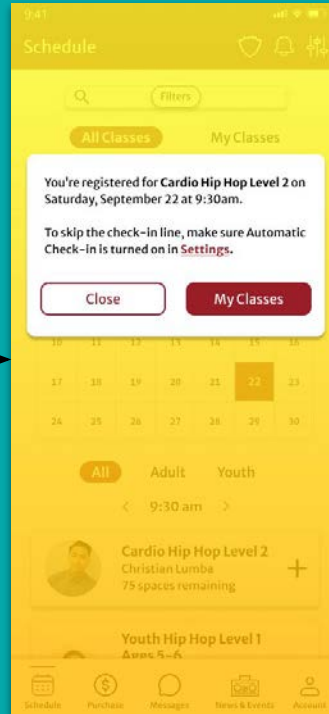 9:41
Schedule
Filters
All Classes My Classes
You're registered for Cardio Hip Hop Level 2 on
Saturday, September 22 at 9:30am.
To skip the check-in line, make sure Automatic
Check-in is turned on in Settings.
Close My Classes
10 11 12 13 14 15 16
17 18 19 20 21 22 23
24 25 26 27 28 29 30
All Adult Youth
< 9:30 am >
Cardio Hip Hop Level 2
Christian Lumba
75 spaces remaining
+
Youth Hip Hop Level 1
Ages 5-6
Schedule Purchase Messages News & Events Account